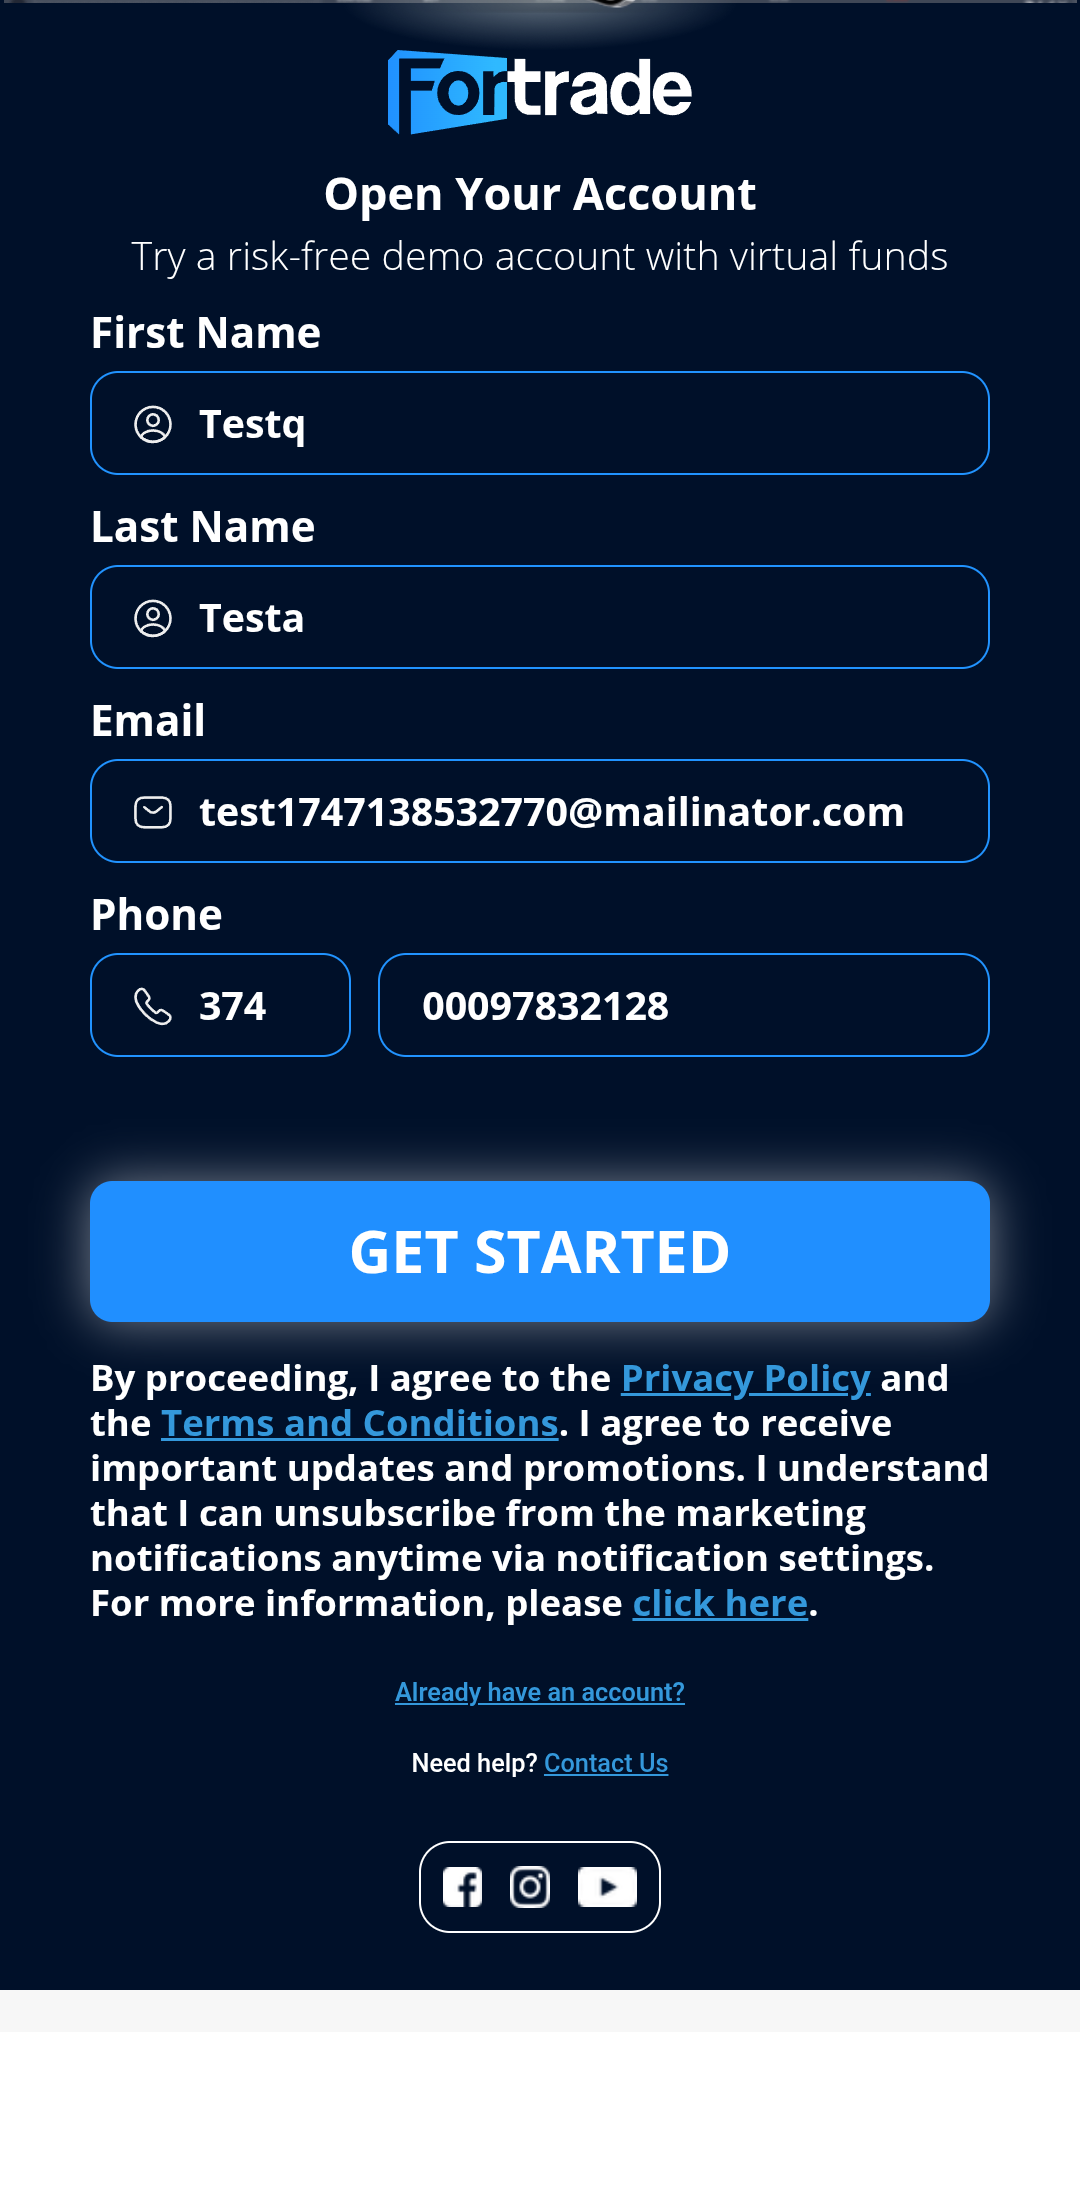 Fortrade
Open Your Account
Try a risk-free demo account with virtual funds
First Name
Testq
Last Name
Testa
Email
test1747138532770@mailinator.com
Phone
374 00097832128
GET STARTED
By proceeding, I agree to the Privacy Policy and
the Terms and Conditions. I agree to receive
important updates and promotions. I understand
that I can unsubscribe from the marketing
notifications anytime via notification settings.
For more information, please click here.
Already have an account?
Need help? Contact Us